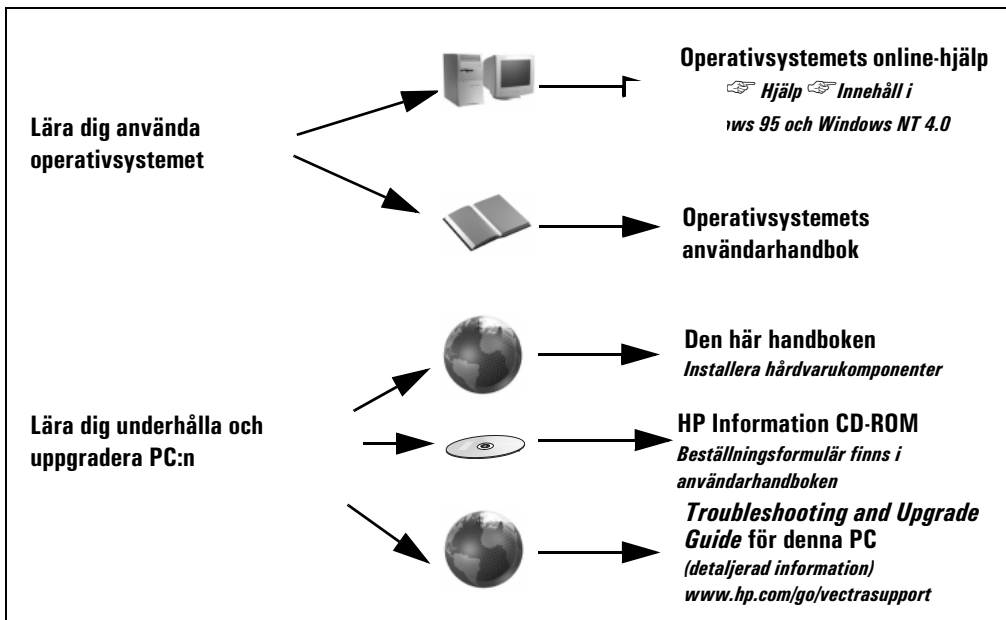 Lära dig använda
operativsystemet
Operativsystemets online-hjälp
☞ Hjälp ☞ Innehåll i
95 och Windows NT 4.0
Operativsystemets
användarhandbok
Lära dig underhålla och
uppgradera PC:n
Den här handboken
Installera hårdvarukomponenter
HP Information CD-ROM
Beställningsformulär finns i
användarhandboken
Troubleshooting and Upgrade
Guide för denna PC
(detaljerad information)
www.hp.com/go/vectrasupport